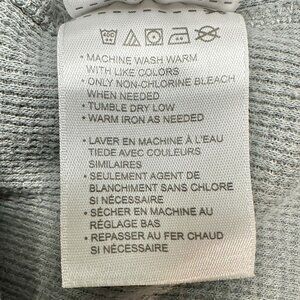 • MACHINE WASH WARM
WITH LIKE COLORS
• ONLY NON-CHLORINE BLEACH
WHEN NEEDED
• TUMBLE DRY LOW
• WARM IRON AS NEEDED
• LAVER EN MACHINE À L'EAU
TIEDE AVEC COULEURS
SIMILAIRES
• SEULEMENT AGENT DE
BLANCHIMENT SANS CHLORE
SI NÉCESSAIRE
• SÉCHER EN MACHINE AU
RÉGLAGE BAS
• REPASSER AU FER CHAUD
SI NÉCESSAIRE